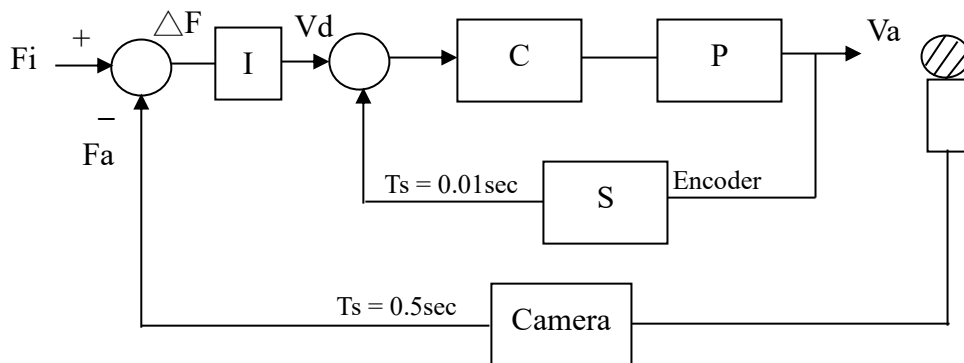 Fi
+
△F
I
Vd
C
P
Va
−
Fa
Ts = 0.01sec
S
Encoder
Ts = 0.5sec
Camera